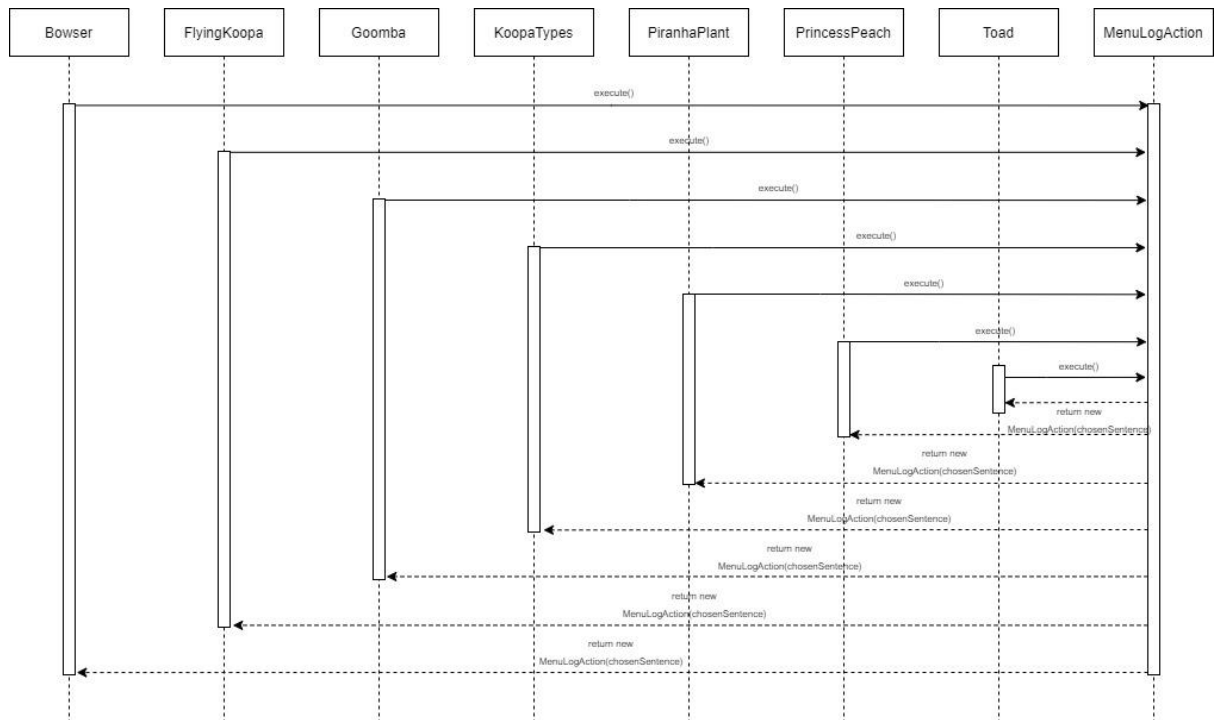 Bowser
FlyingKoopa
Goomba
KoopaTypes
PiranhaPlant
PrincessPeach
Toad
MenuLogAction
execute()
execute()
execute()
execute()
execute()
execute()
execute()
return new
MenuLogAction(chosenSentence)
return new
MenuLogAction(chosenSentence)
return new
MenuLogAction(chosenSentence)
return new
MenuLogAction(chosenSentence)
return new
MenuLogAction(chosenSentence)
return new
MenuLogAction(chosenSentence)